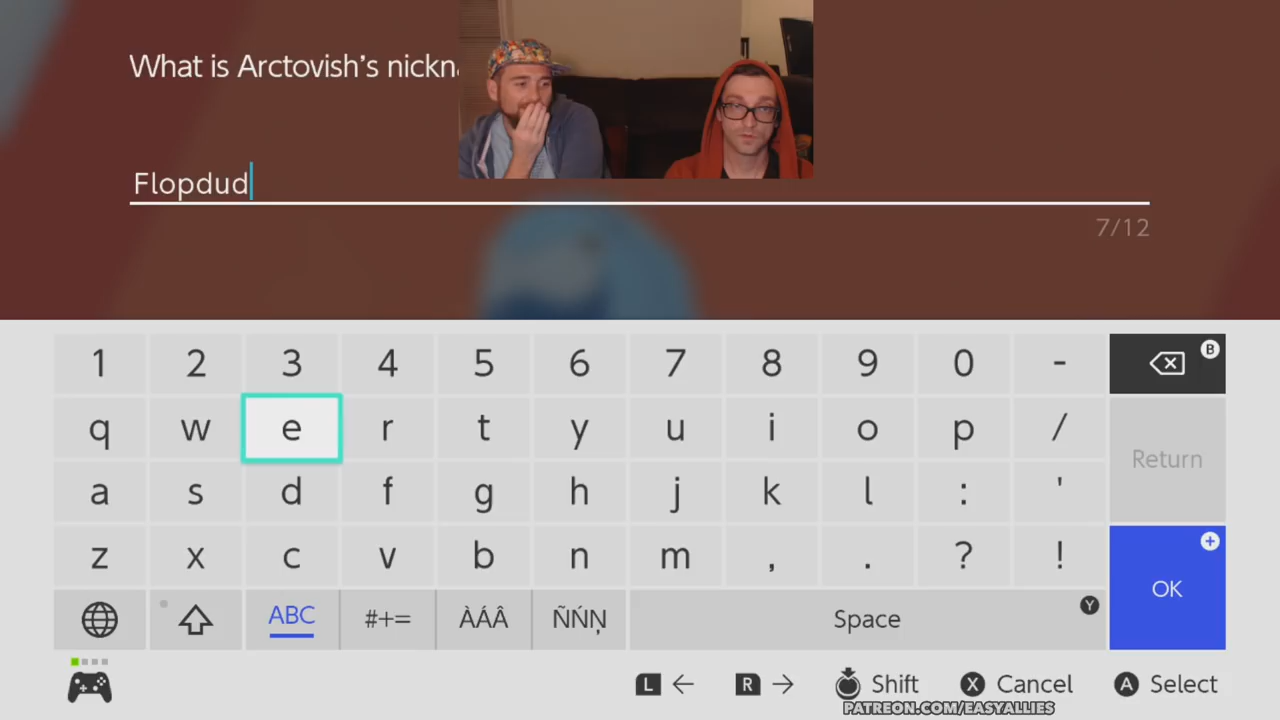 What is Arctovish's nickn
Flopdud
7/12
1 2 3 4 5 6 7 8 9 0 - B
q w e r t y u i o p / Return
a s d f g h j k l : '
z x c v b n m , . ? ! + OK
ABC #+= ÀÁÂ ÑŃŅ Space Y
L ← R → Shift X Cancel A Select
PATREON.COM/EASYALLIES